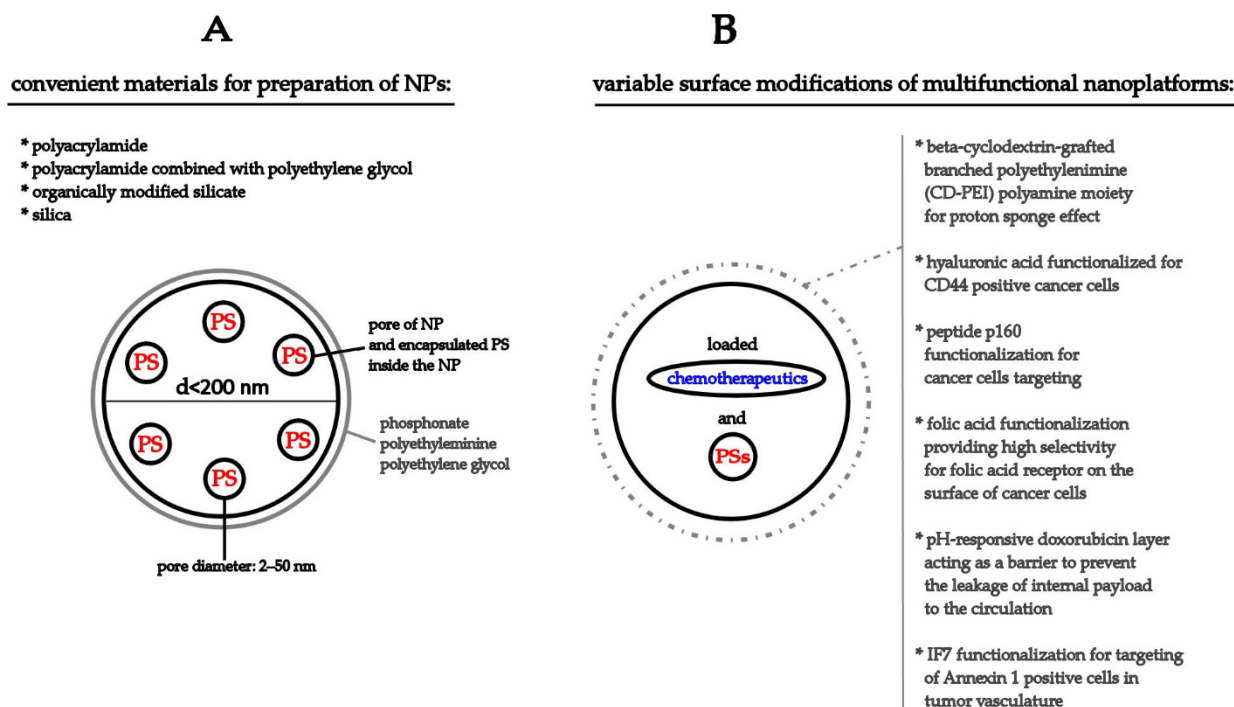 A
convenient materials for preparation of NPs:
* polyacrylamide
* polyacrylamide combined with polyethylene glycol
* organically modified silicate
* silica
PS
PS
PS
d<200 nm
PS
PS
PS
pore of NP
and encapsulated PS
inside the NP
phosphonate
polyethyleminine
polyethylene glycol
pore diameter: 2–50 nm
B
variable surface modifications of multifunctional nanoplatforms:
loaded
chemotherapeutics
and
PSs
* beta-cyclodextrin-grafted
branched polyethylenimine
(CD-PEI) polyamine moiety
for proton sponge effect
* hyaluronic acid functionalized for
CD44 positive cancer cells
* peptide p160
functionalization for
cancer cells targeting
* folic acid functionalization
providing high selectivity
for folic acid receptor on the
surface of cancer cells
* pH-responsive doxorubicin layer
acting as a barrier to prevent
the leakage of internal payload
to the circulation
* IF7 functionalization for targeting
of Annexin 1 positive cells in
tumor vasculature